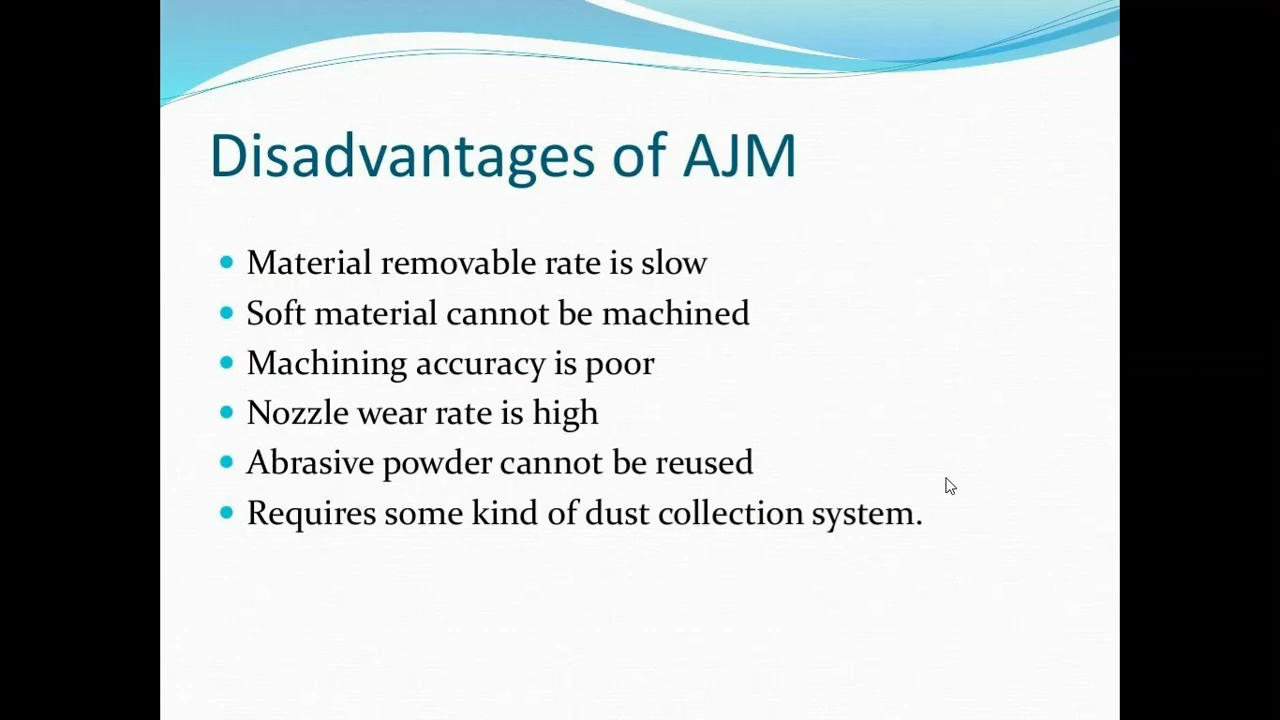 Disadvantages of AJM
Material removable rate is slow
Soft material cannot be machined
Machining accuracy is poor
Nozzle wear rate is high
Abrasive powder cannot be reused
Requires some kind of dust collection system.